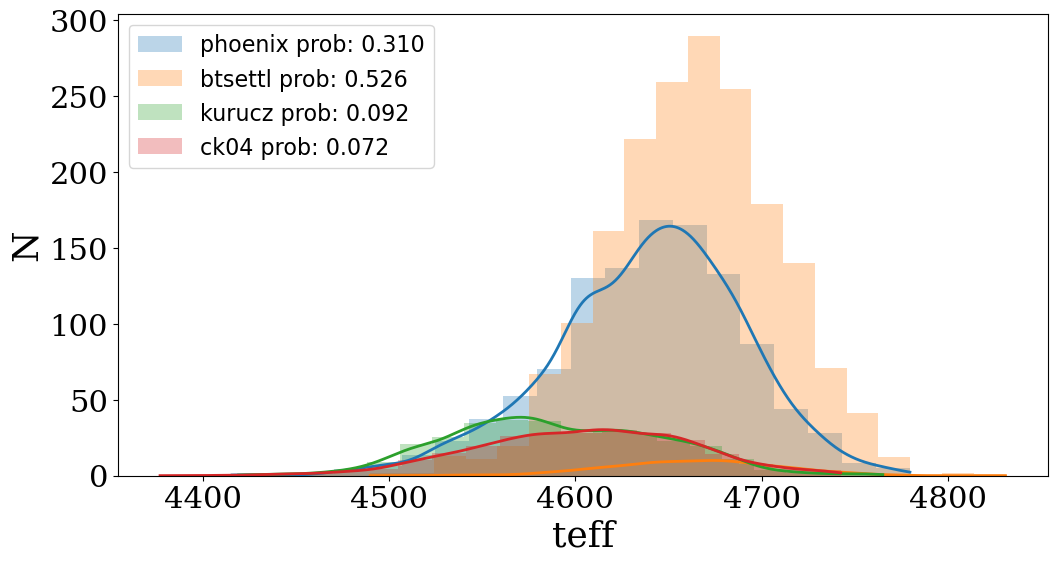 300
250
200
150
100
50
0
N
phoenix prob: 0.310
btsettl prob: 0.526
kurucz prob: 0.092
ck04 prob: 0.072
4400 4500 4600 4700 4800
teff